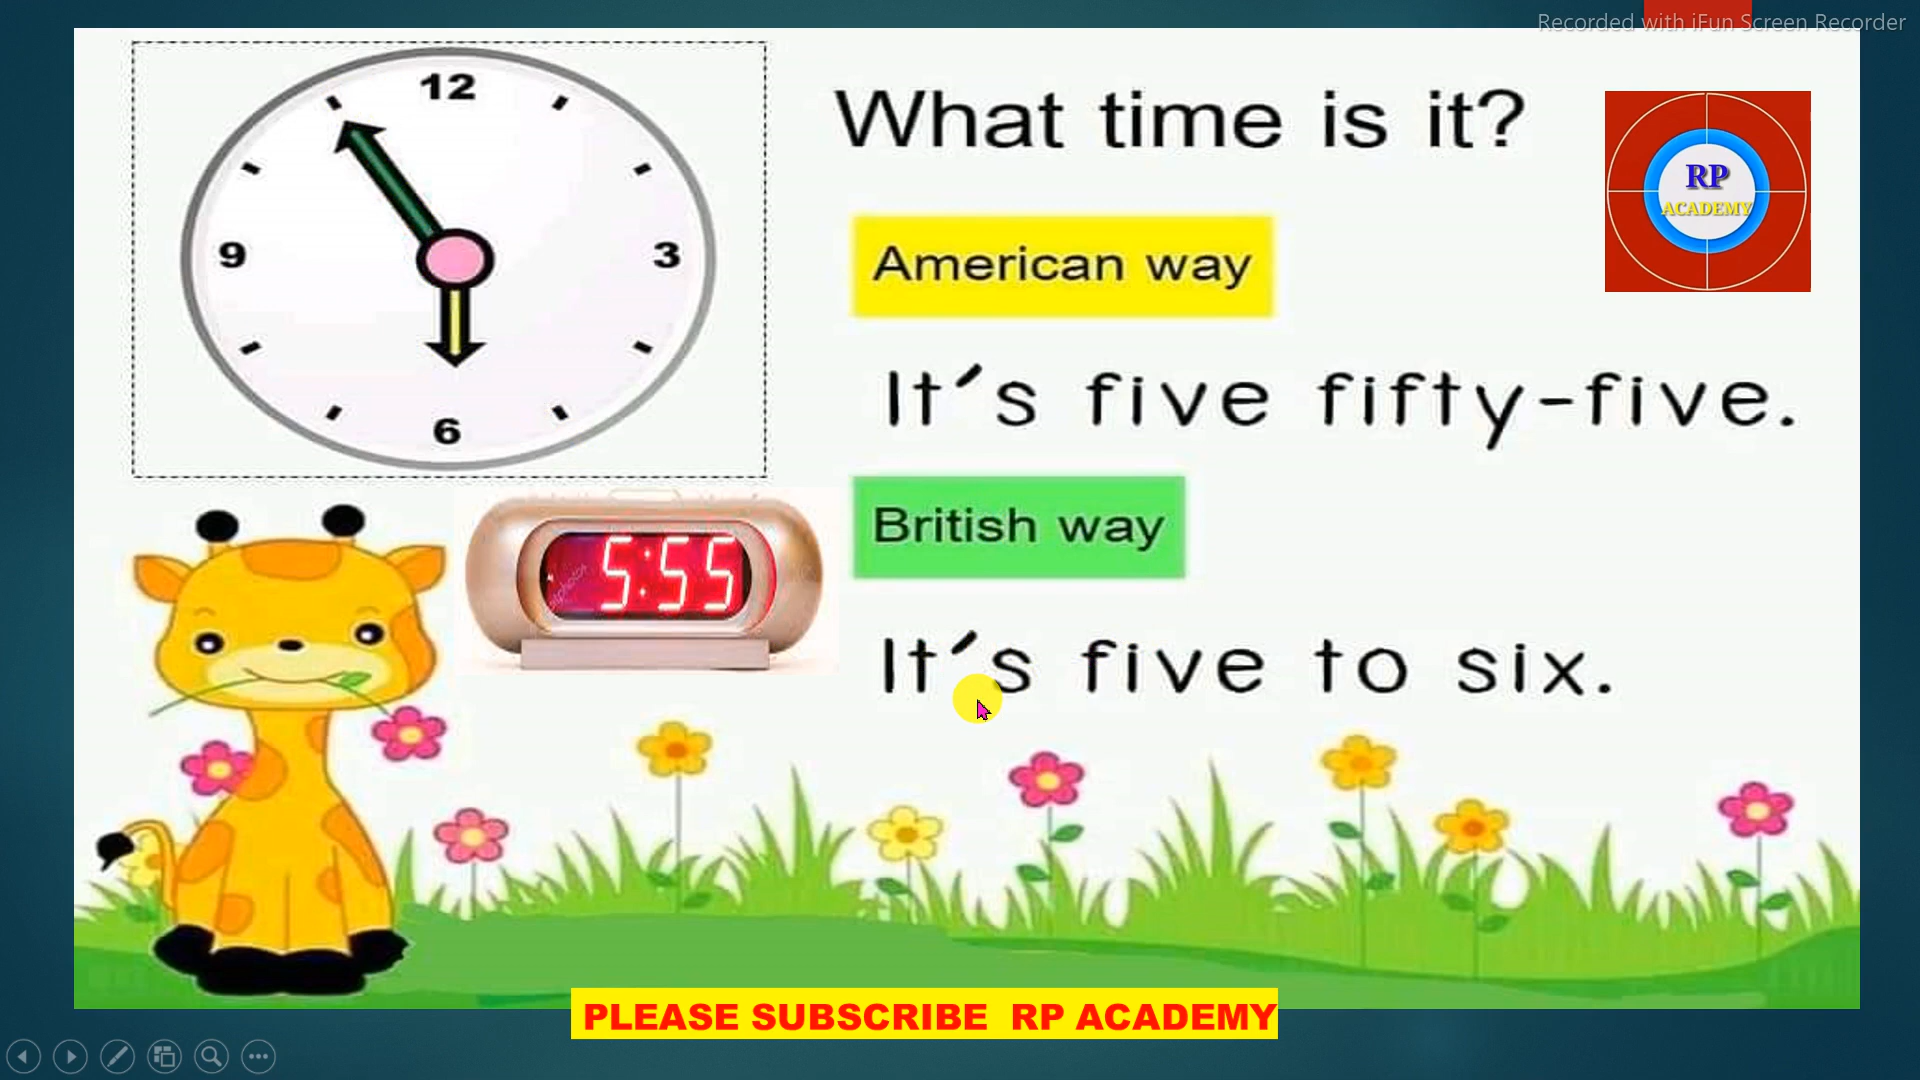 Recorded with iFun Screen Recorder
12
9
3
6
What time is it?
RP
ACADEMY
American way
It's five fifty-five.
British way
5:55
It's five to six.
PLEASE SUBSCRIBE RP ACADEMY